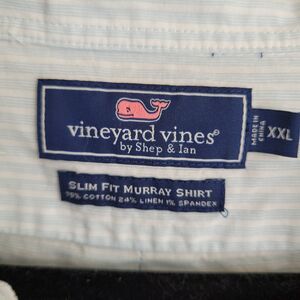 vineyard vines®
by Shep & Ian
MADE IN
CHINA
XXL
SLIM FIT MURRAY SHIRT
75% COTTON 24% LINEN 1% SPANDEX